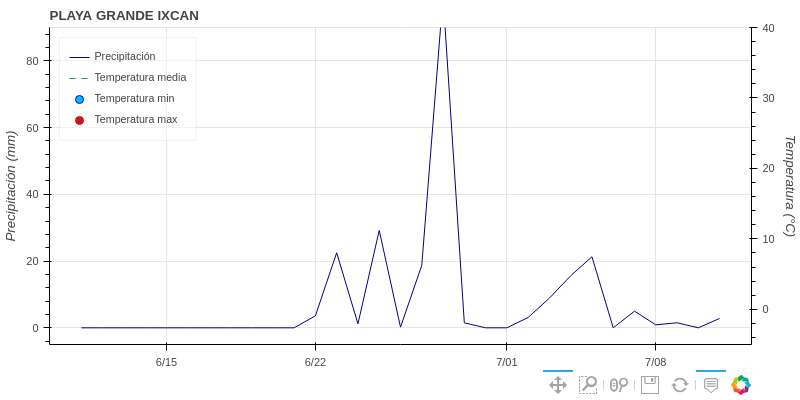 PLAYA GRANDE IXCAN
Precipitación
Temperatura media
Temperatura min
Temperatura max
Precipitación (mm)
80
60
40
20
0
40
30
20
10
0
Temperatura (°C)
6/15
6/22
7/01
7/08